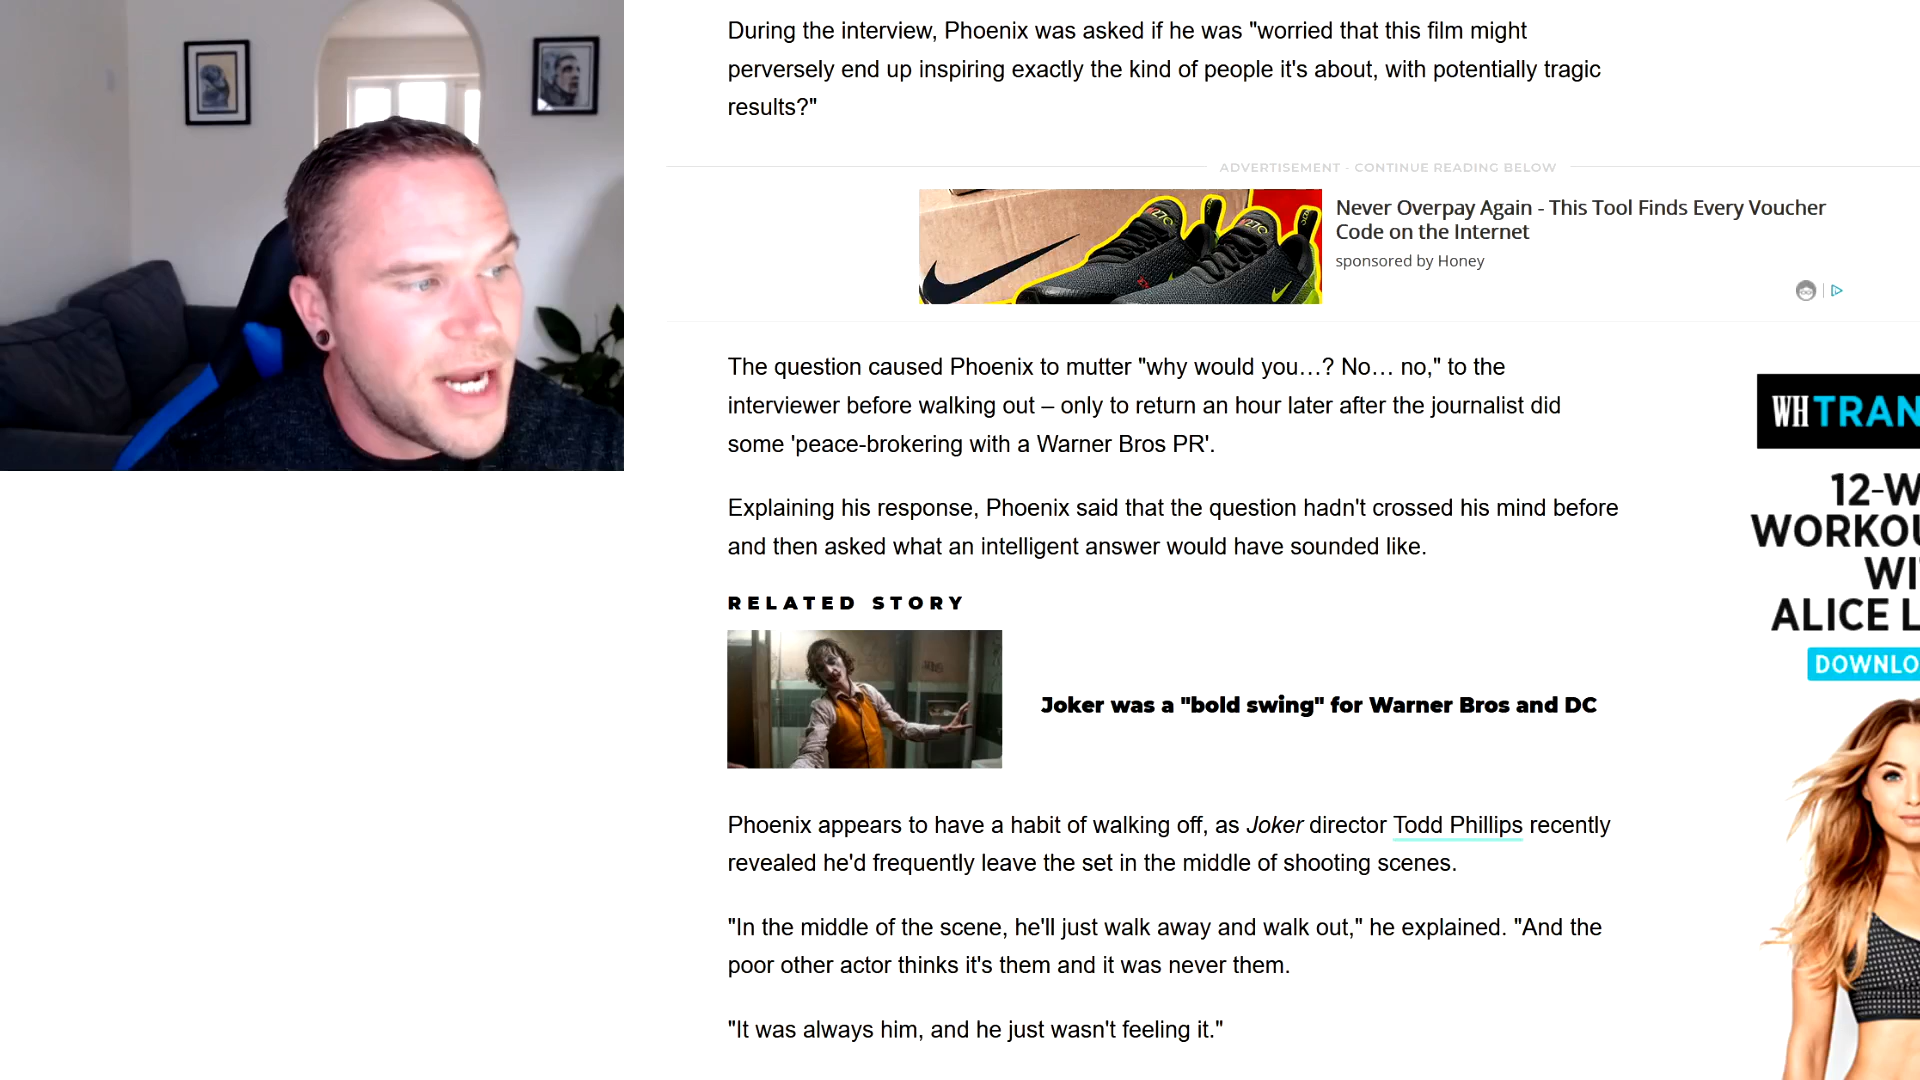 During the interview, Phoenix was asked if he was "worried that this film might
perversely end up inspiring exactly the kind of people it's about, with potentially tragic
results?"
ADVERTISEMENT - CONTINUE READING BELOW
Never Overpay Again - This Tool Finds Every Voucher
Code on the Internet
sponsored by Honey
The question caused Phoenix to mutter "why would you…? No… no," to the
interviewer before walking out – only to return an hour later after the journalist did
some 'peace-brokering with a Warner Bros PR'.
Explaining his response, Phoenix said that the question hadn't crossed his mind before
and then asked what an intelligent answer would have sounded like.
RELATED STORY
Joker was a "bold swing" for Warner Bros and DC
Phoenix appears to have a habit of walking off, as Joker director Todd Phillips recently
revealed he'd frequently leave the set in the middle of shooting scenes.
"In the middle of the scene, he'll just walk away and walk out," he explained. "And the
poor other actor thinks it's them and it was never them.
"It was always him, and he just wasn't feeling it."
WH TRAN
12-W
WORKOU
WI
ALICE L
DOWNLO